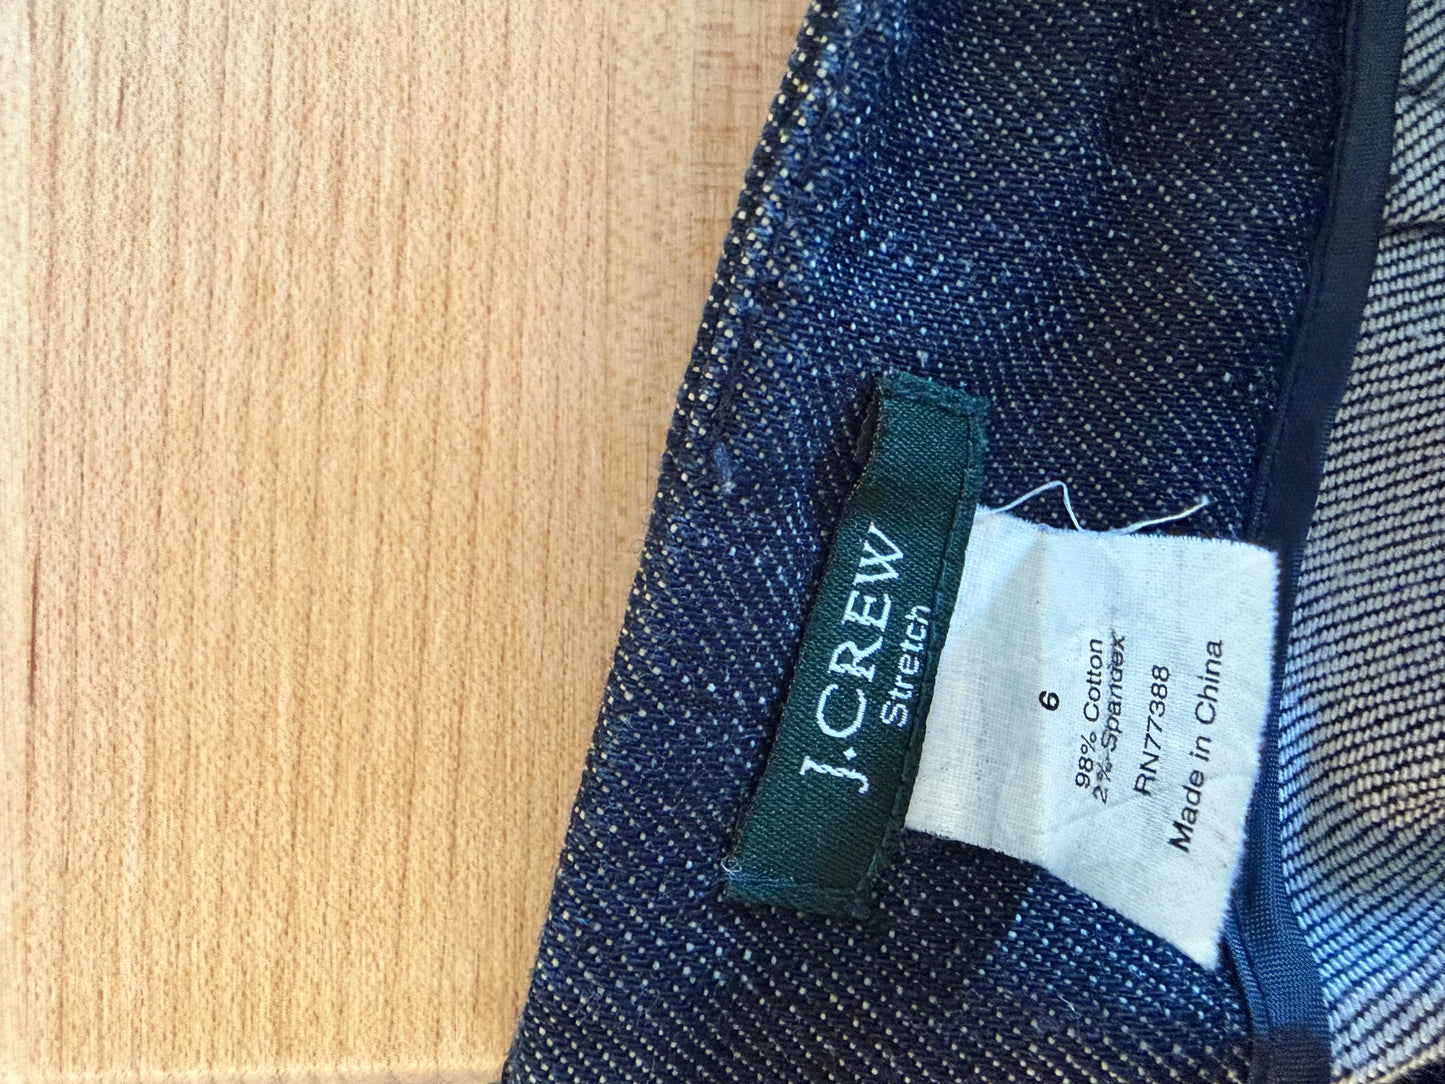 J.CREW
Stretch
6
98% Cotton
2% Spandex
RN77388
Made in China